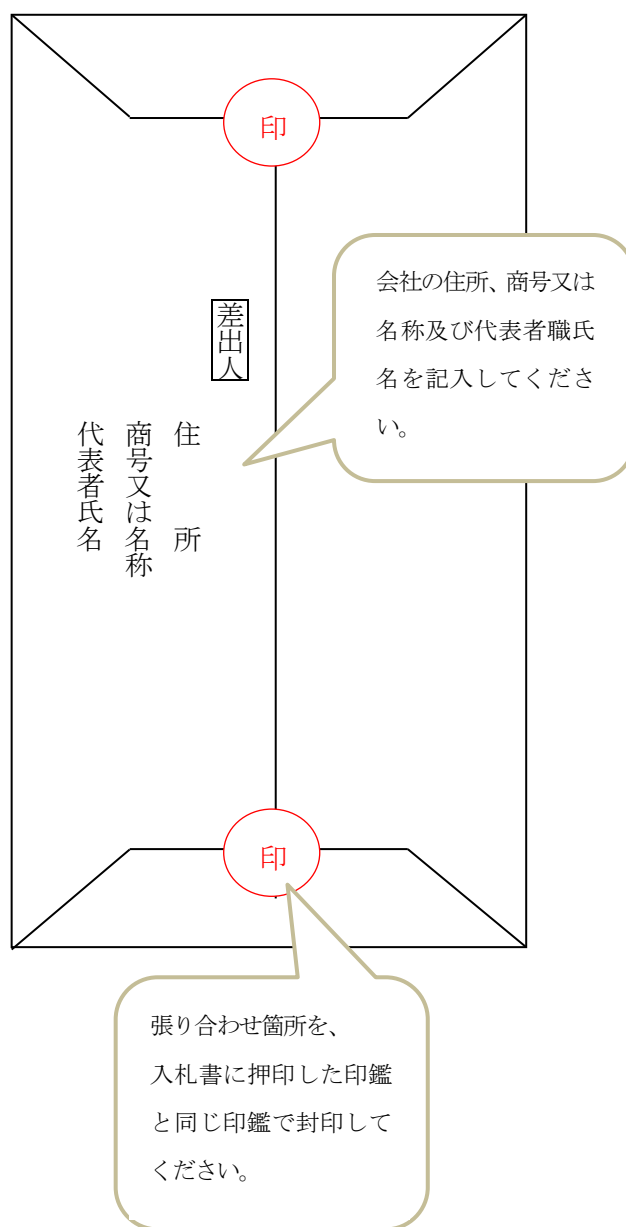 印
会社の住所、商号又は
名称及び代表者職氏
名を記入してくださ
い。
差出人
住　　所
商号又は名称
代表者氏名
印
張り合わせ箇所を、
入札書に押印した印鑑
と同じ印鑑で封印して
ください。